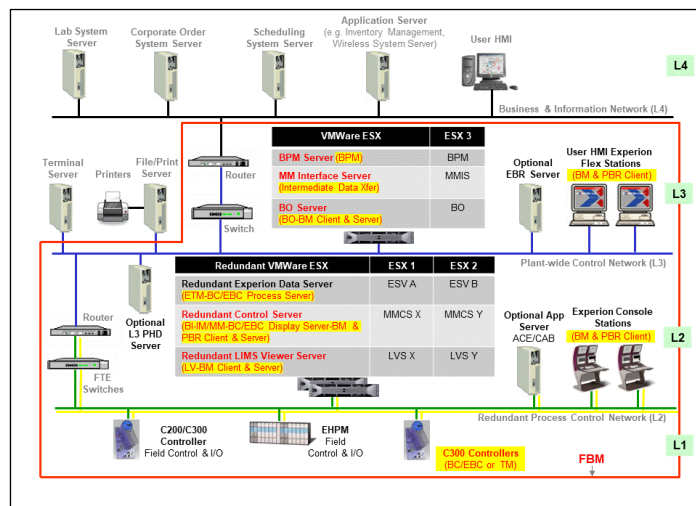 Lab System
Server
Corporate Order
System Server
Scheduling
System Server
Application Server
(e.g. Inventory Management,
Wireless System Server)
User HMI
L4
Business & Information Network (L4)
Terminal
Server
Printers
File/Print
Server
Router
Switch
VMWare ESX ESX 3
BPM Server (BPM) BPM
MM Interface Server
(Intermediate Data Xfer)
MMIS
BO Server
(BO-BM Client & Server)
BO
Optional
EBR Server
User HMI Experion
Flex Stations
(BM & PBR Client)
L3
Plant-wide Control Network (L3)
Router
FTE
Switches
Optional
L3 PHD
Server
Redundant VMWare ESX ESX 1 ESX 2
Redundant Experion Data Server
(ETM-BC/EBC Process Server)
ESV A ESV B
Redundant Control Server
(BI-IM/MM-BC/EBC Display Server-BM &
PBR Client & Server)
MMCS X MMCS Y
Redundant LIMS Viewer Server
(LV-BM Client & Server)
LVS X LVS Y
Optional App
Server
ACE/CAB
Experion Console
Stations
(BM & PBR Client)
L2
Redundant Process Control Network (L2)
C200/C300
Controller
Field Control & I/O
EHPM
Field
Control & I/O
C300 Controllers
(BC/EBC or TM)
FBM
L1